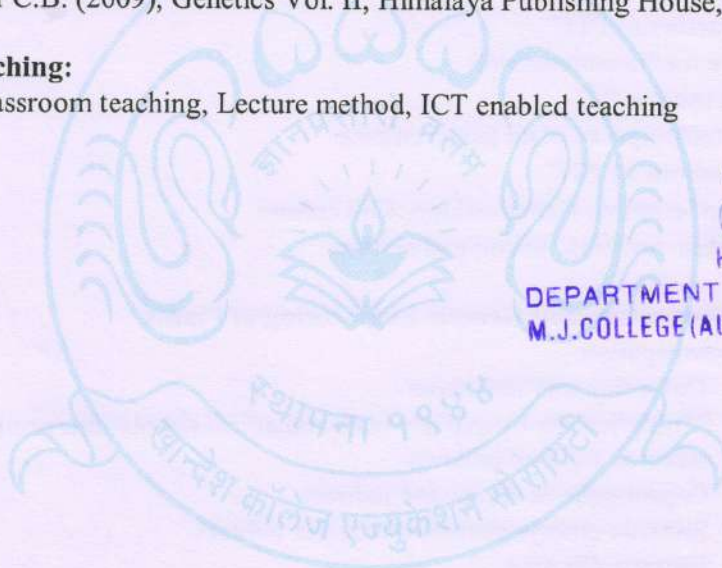 C.B. (2009), Genetics Vol. II, Himalaya Publishing House,
ching:
assroom teaching, Lecture method, ICT enabled teaching
DEPARTMENT
M.J.COLLEGE(AU
स्थापना १९४४
खान्देश कॉलेज एज्युकेशन सोसायटी